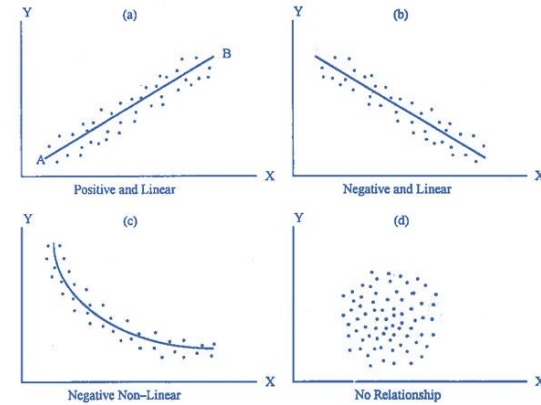 (a)
Y
B
A
X
Positive and Linear
(b)
Y
X
Negative and Linear
(c)
Y
X
Negative Non–Linear
(d)
Y
X
No Relationship